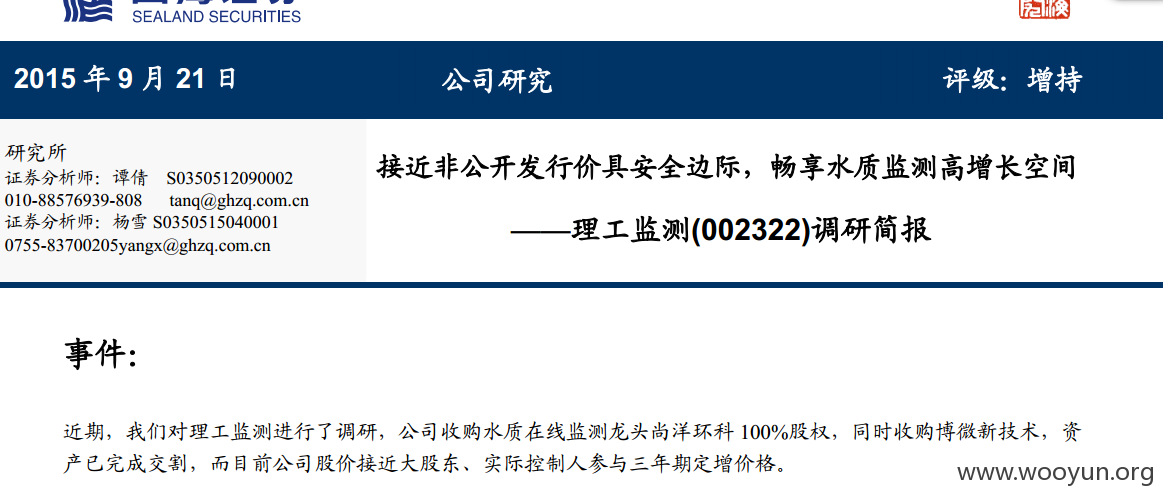 SEALAND SECURITIES
2015 年 9 月 21 日 公司研究 评级：增持
研究所
证券分析师：谭倩 S0350512090002
010-88576939-808 tanq@ghzq.com.cn
证券分析师：杨雪 S0350515040001
0755-83700205yangx@ghzq.com.cn
接近非公开发行价具安全边际，畅享水质监测高增长空间
——理工监测(002322)调研简报
事件：
近期，我们对理工监测进行了调研，公司收购水质在线监测龙头尚洋环科 100%股权，同时收购博微新技术，资
产已完成交割，而目前公司股价接近大股东、实际控制人参与三年期定增价格。
www.wooyun.org